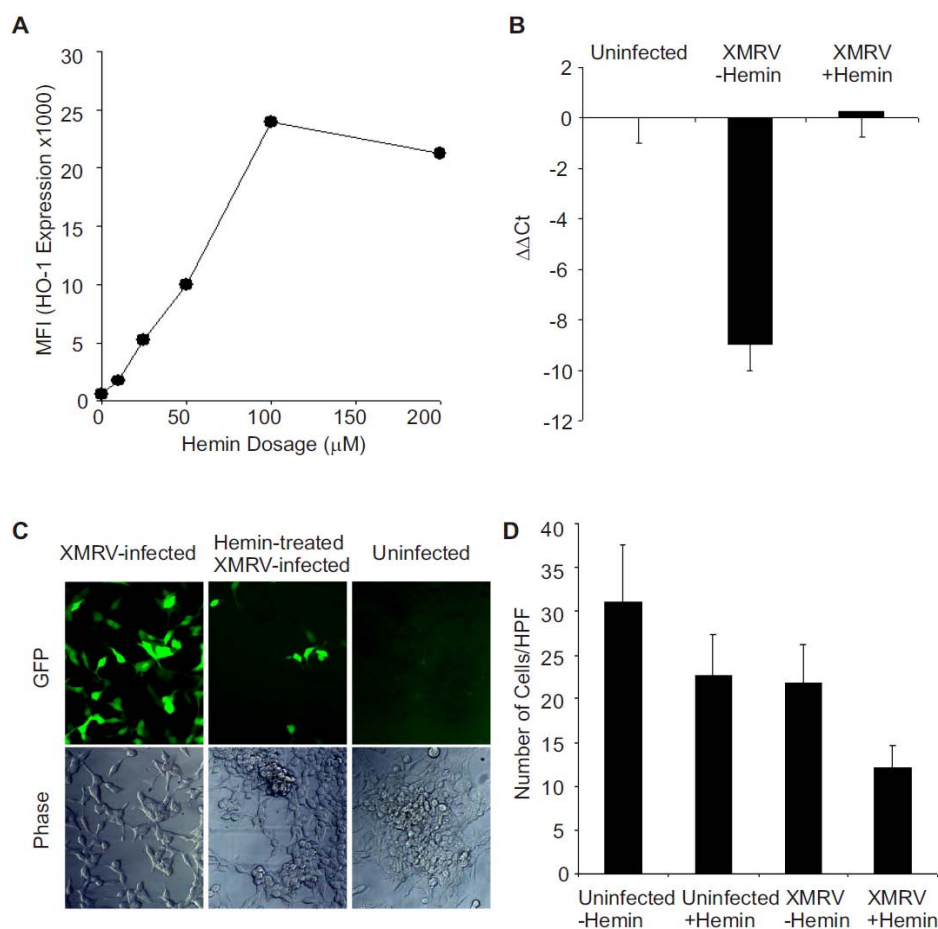 A
MFI (HO-1 Expression x1000)
30
25
20
15
10
5
0
0
50
100
150
200
Hemin Dosage (μM)
B
Uninfected
XMRV
-Hemin
XMRV
+Hemin
ΔΔCt
2
0
-2
-4
-6
-8
-10
-12
C
XMRV-infected
Hemin-treated
XMRV-infected
Uninfected
GFP
Phase
D
Number of Cells/HPF
40
35
30
25
20
15
10
5
0
Uninfected
-Hemin
Uninfected
+Hemin
XMRV
-Hemin
XMRV
+Hemin